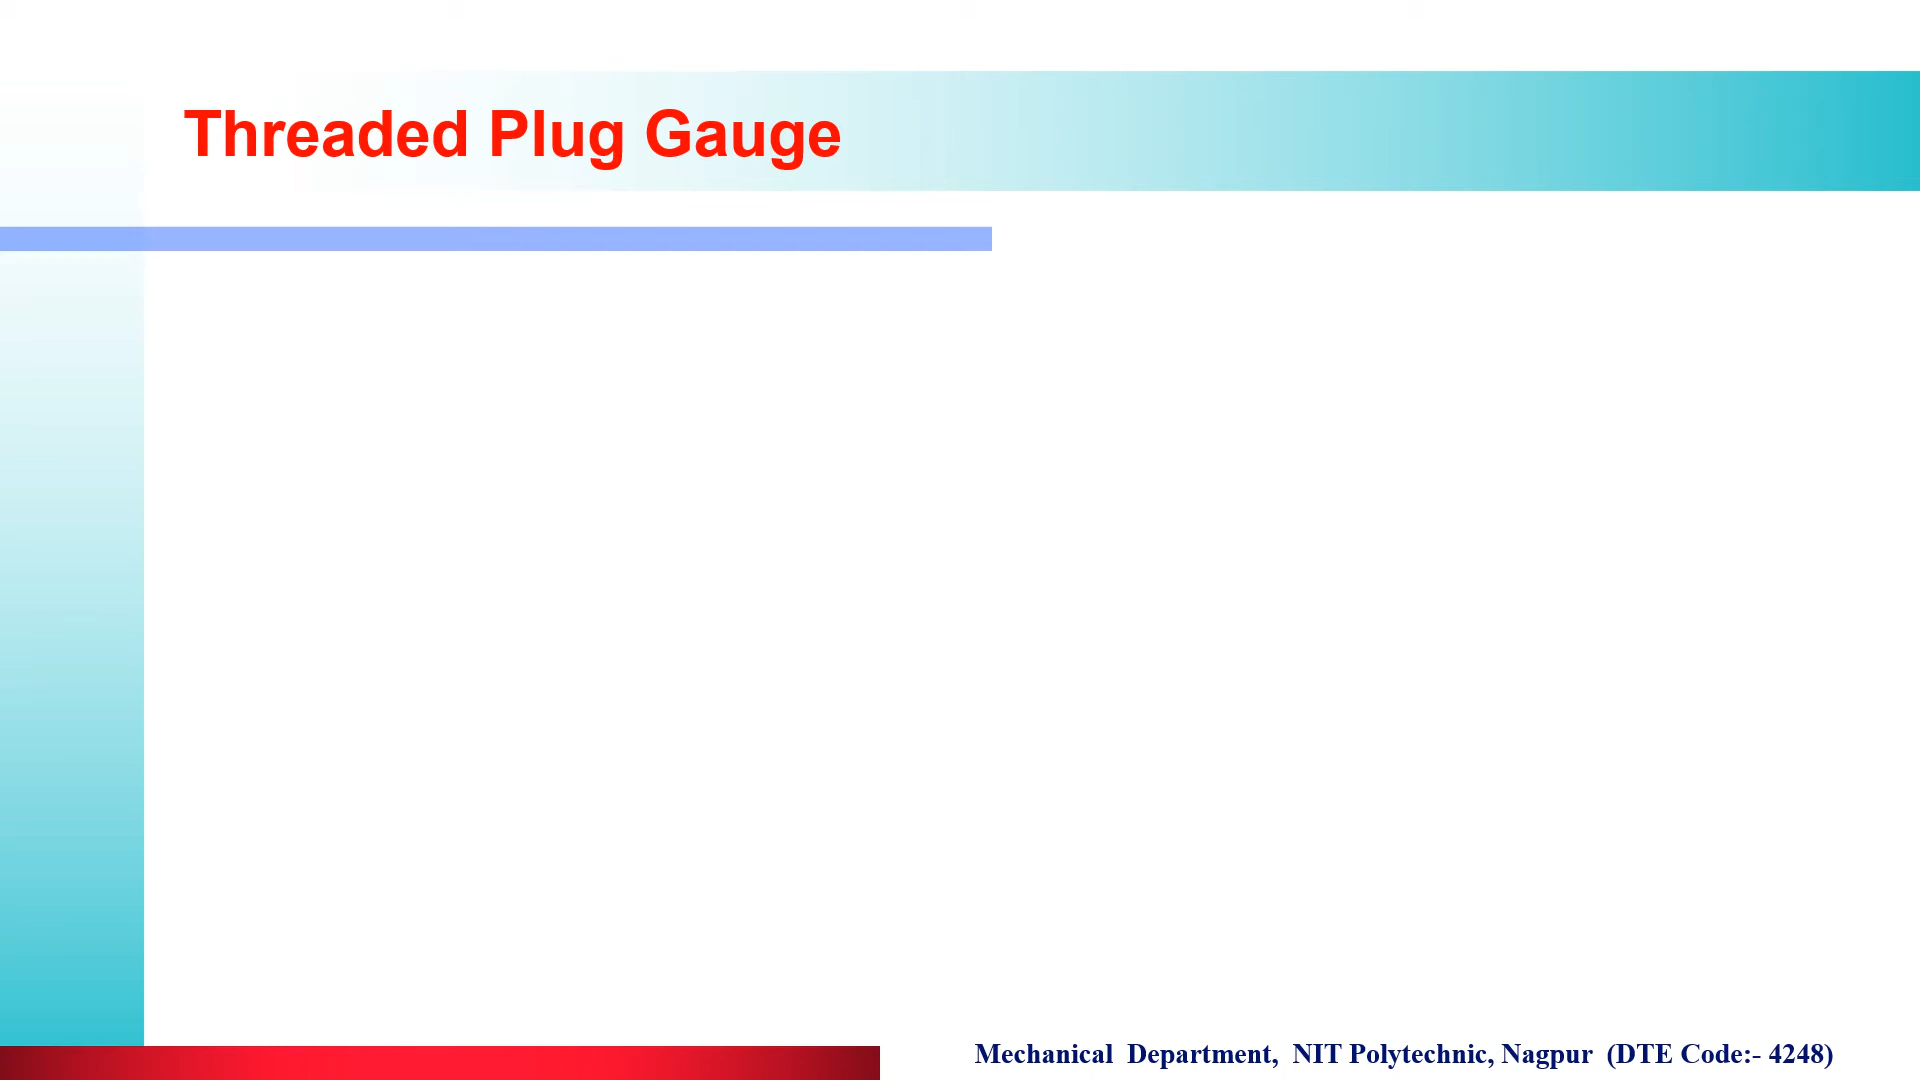 Threaded Plug Gauge
Mechanical Department, NIT Polytechnic, Nagpur (DTE Code:- 4248)